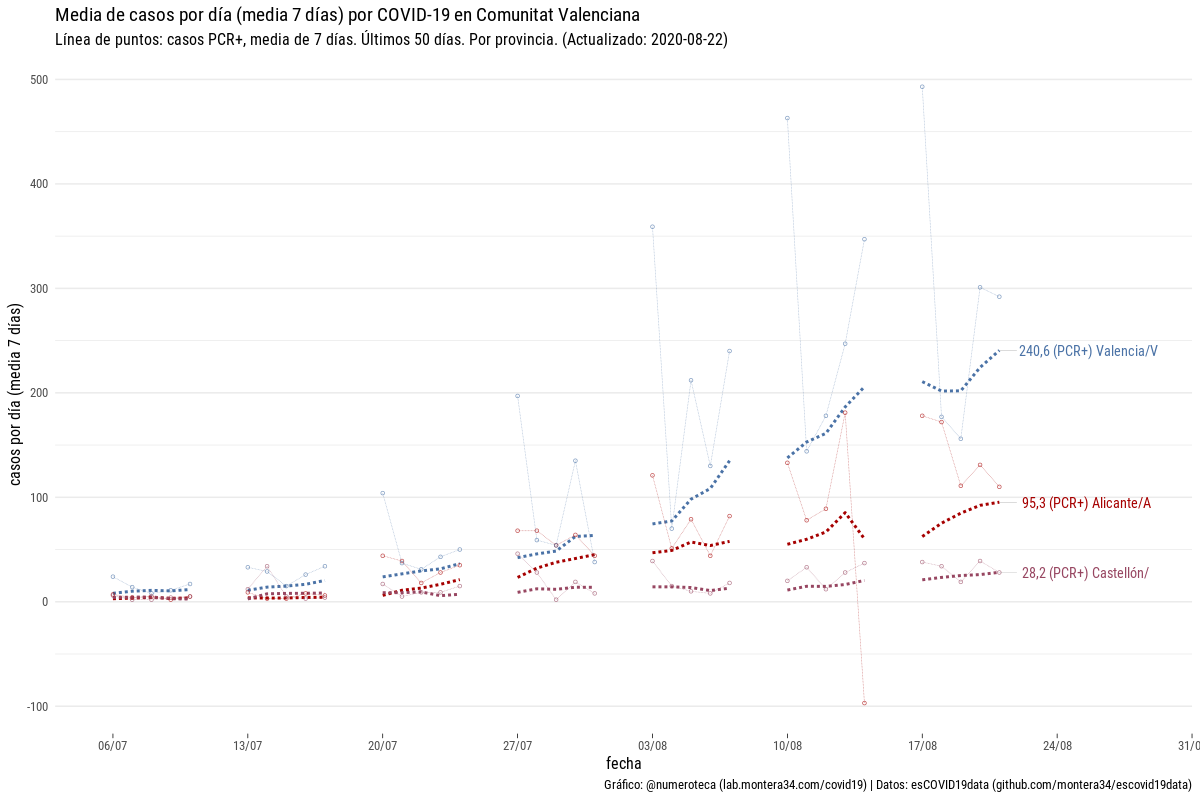 Media de casos por día (media 7 días) por COVID-19 en Comunitat Valenciana
Línea de puntos: casos PCR+, media de 7 días. Últimos 50 días. Por provincia. (Actualizado: 2020-08-22)
casos por día (media 7 días)
500
400
300
200
100
0
-100
240,6 (PCR+) Valencia/V
95,3 (PCR+) Alicante/A
28,2 (PCR+) Castellón/
06/07
13/07
20/07
27/07
03/08
10/08
17/08
24/08
31/0
fecha
Gráfico: @numeroteca (lab.montera34.com/covid19) | Datos: esCOVID19data (github.com/montera34/escovid19data)